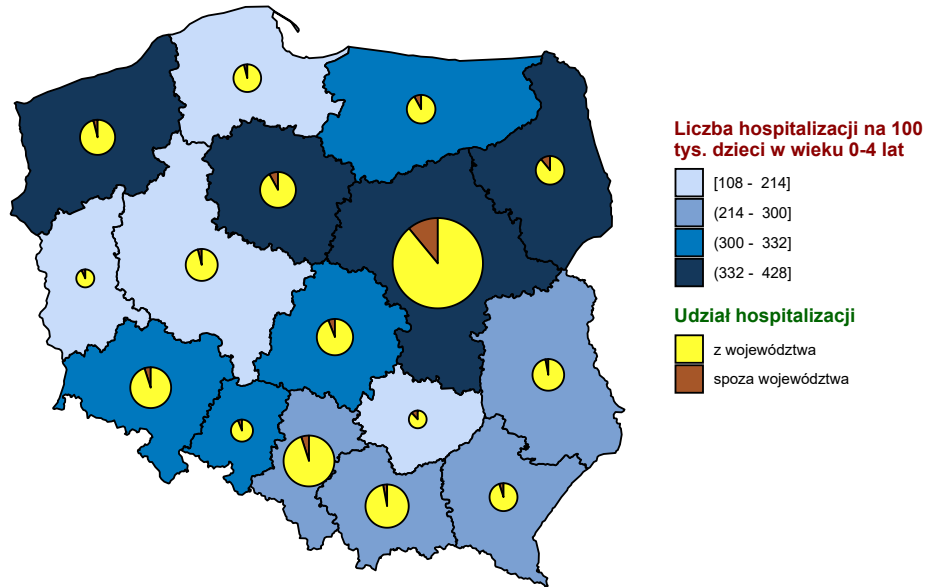 Liczba hospitalizacji na 100
tys. dzieci w wieku 0-4 lat
[108 - 214]
(214 - 300]
(300 - 332]
(332 - 428]
Udział hospitalizacji
z województwa
spoza województwa